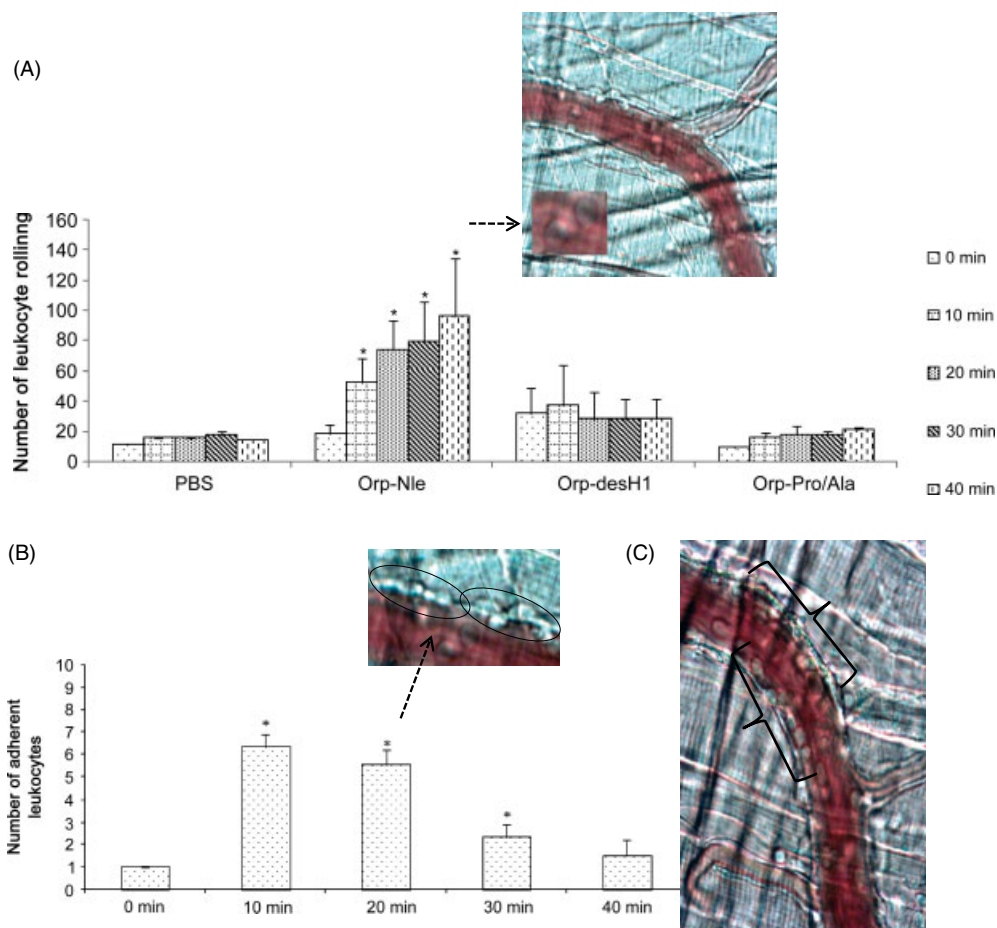 (A)
Number of leukocyte rollinng
160
140
120
100
80
60
40
20
0
* * * *
PBS Orp-Nle Orp-desH1 Orp-Pro/Ala
0 min
10 min
20 min
30 min
40 min
(B)
Number of adherent
leukocytes
10
9
8
7
6
5
4
3
2
1
0
* * *
0 min 10 min 20 min 30 min 40 min
(C)